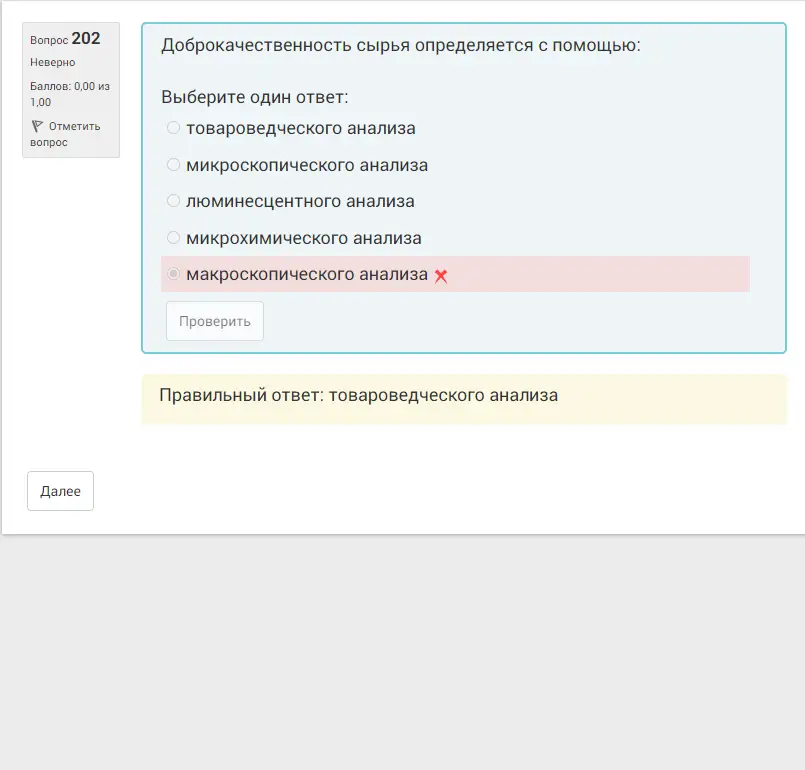 Вопрос 202
Неверно
Баллов: 0,00 из
1,00
Отметить
вопрос
Доброкачественность сырья определяется с помощью:
Выберите один ответ:
товароведческого анализа
микроскопического анализа
люминесцентного анализа
микрохимического анализа
макроскопического анализа
Проверить
Правильный ответ: товароведческого анализа
Далее